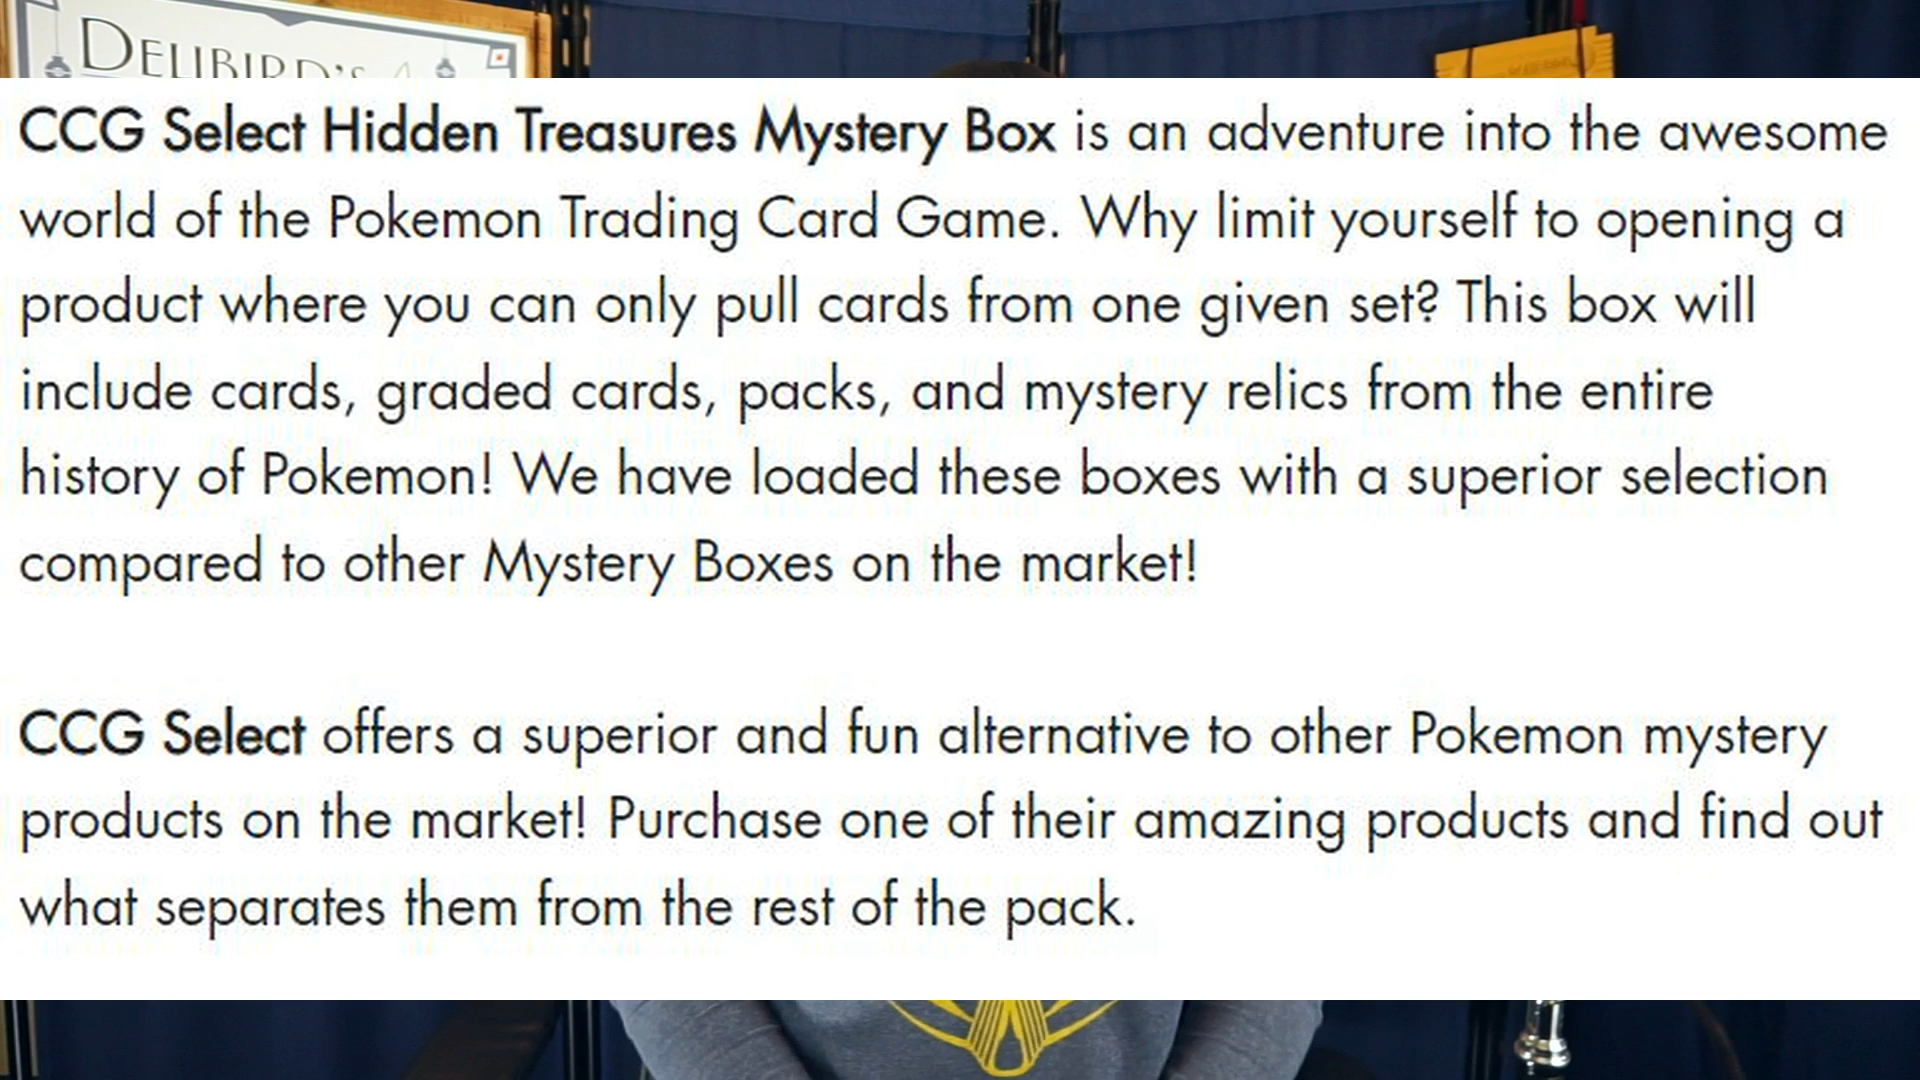 DELIBIRD'S
CCG Select Hidden Treasures Mystery Box is an adventure into the awesome
world of the Pokemon Trading Card Game. Why limit yourself to opening a
product where you can only pull cards from one given set? This box will
include cards, graded cards, packs, and mystery relics from the entire
history of Pokemon! We have loaded these boxes with a superior selection
compared to other Mystery Boxes on the market!
CCG Select offers a superior and fun alternative to other Pokemon mystery
products on the market! Purchase one of their amazing products and find out
what separates them from the rest of the pack.